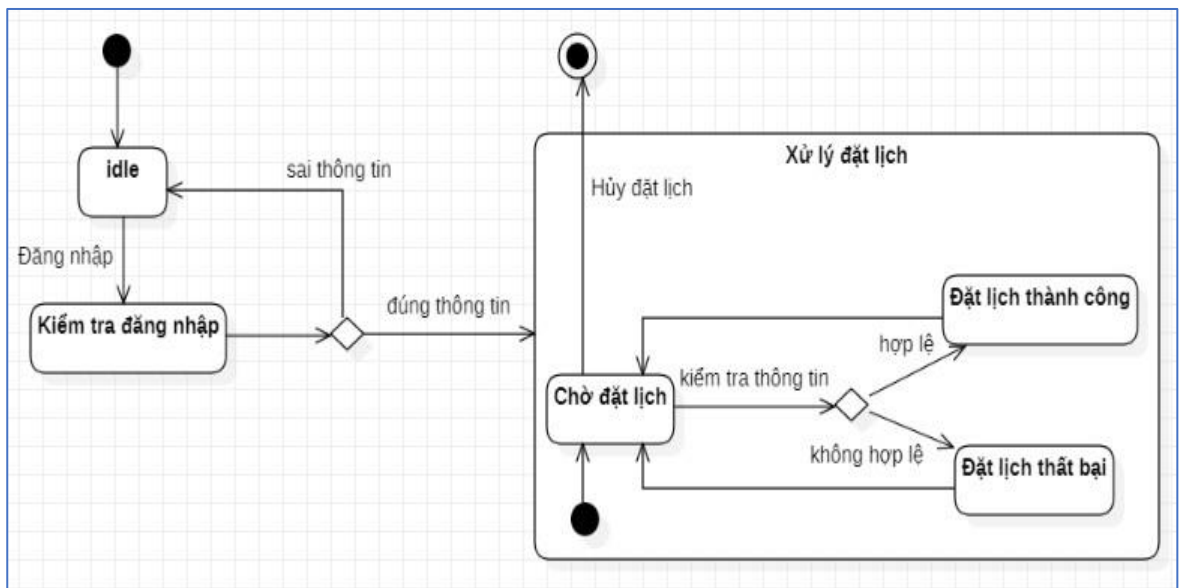 idle
sai thông tin
Đăng nhập
Kiểm tra đăng nhập
đúng thông tin
Xử lý đặt lịch
Hủy đặt lịch
Đặt lịch thành công
hợp lệ
Chờ đặt lịch
kiểm tra thông tin
không hợp lệ
Đặt lịch thất bại